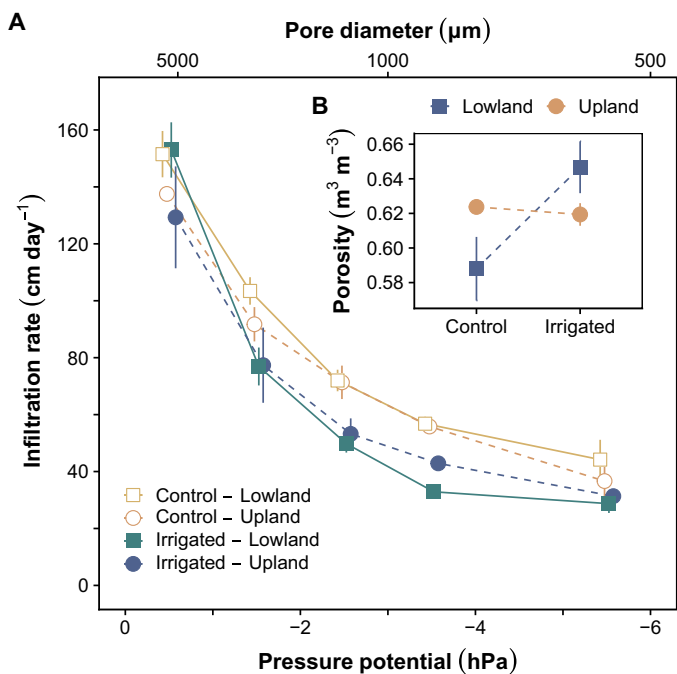 A
Pore diameter (μm)
5000
1000
500
B
Lowland
Upland
Infiltration rate (cm day⁻¹)
160
120
80
40
0
Porosity (m³ m⁻³)
0.66
0.64
0.62
0.60
0.58
Control
Irrigated
Control – Lowland
Control – Upland
Irrigated – Lowland
Irrigated – Upland
0
−2
−4
−6
Pressure potential (hPa)